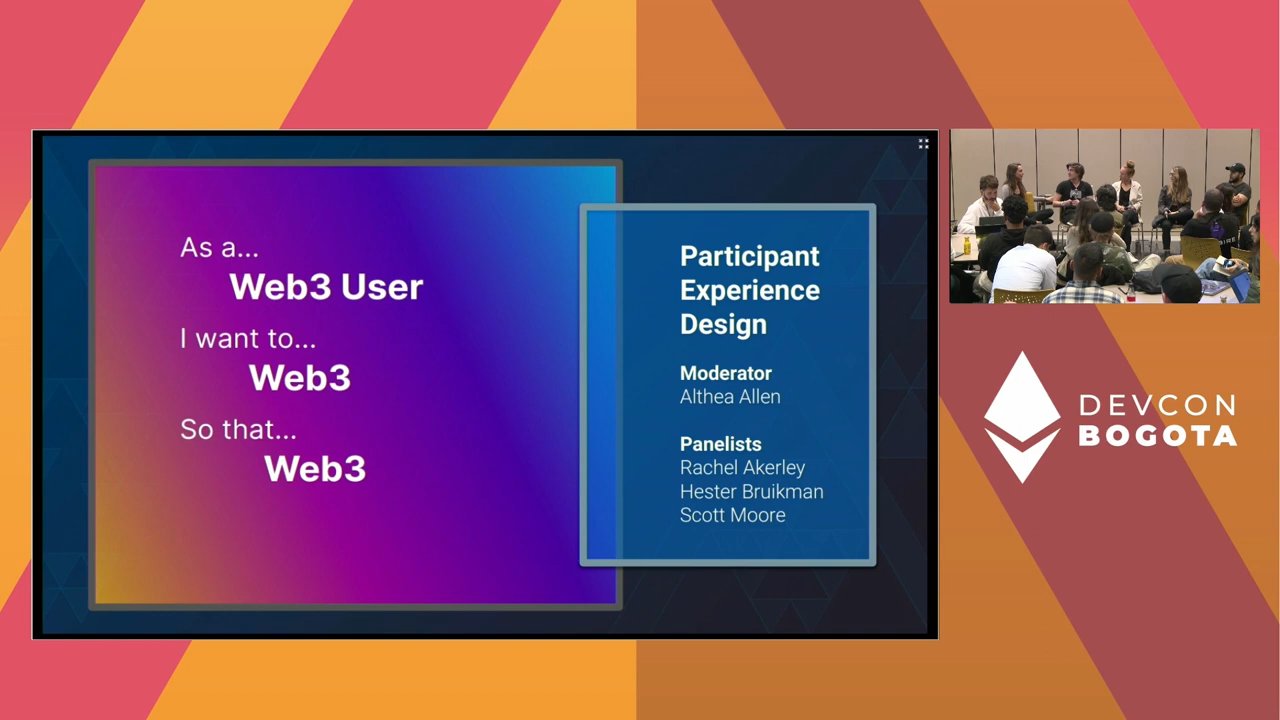 As a...
Web3 User
I want to...
Web3
So that...
Web3
Participant
Experience
Design
Moderator
Althea Allen
Panelists
Rachel Akerley
Hester Bruikman
Scott Moore
DEVCON
BOGOTA